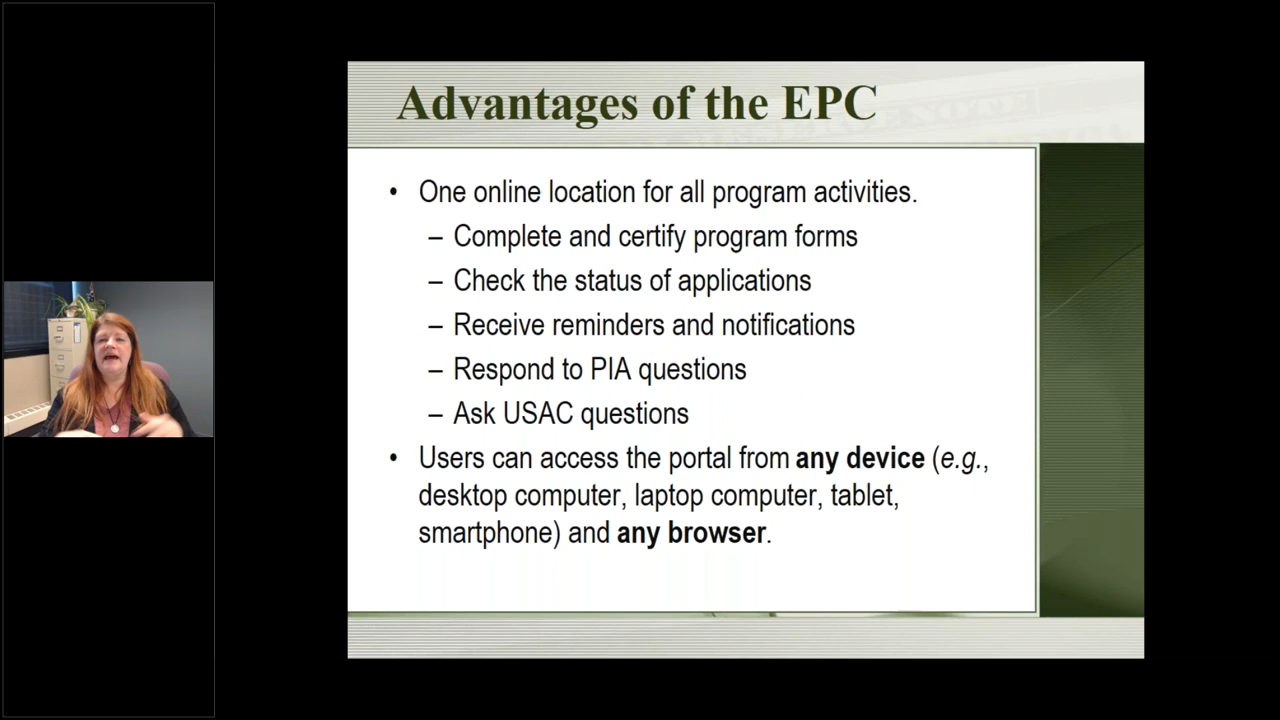 Advantages of the EPC
• One online location for all program activities.
– Complete and certify program forms
– Check the status of applications
– Receive reminders and notifications
– Respond to PIA questions
– Ask USAC questions
• Users can access the portal from any device (e.g.,
desktop computer, laptop computer, tablet,
smartphone) and any browser.